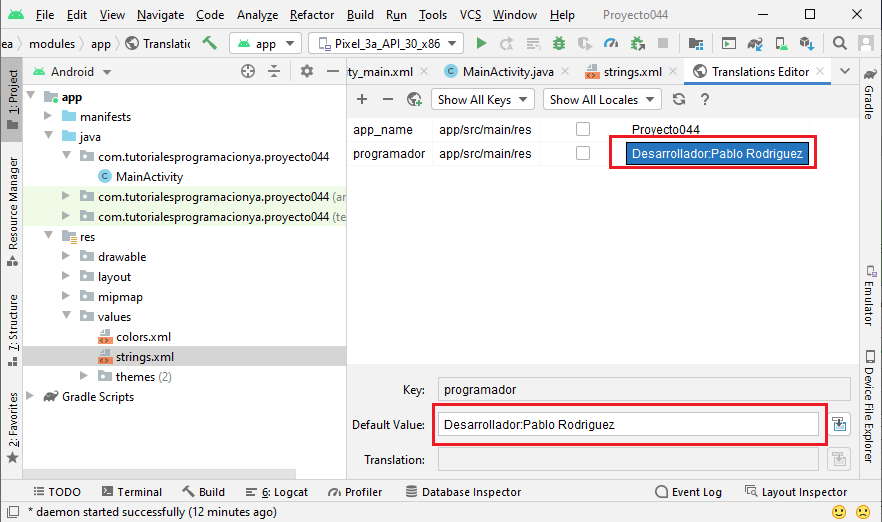 File Edit View Navigate Code Analyze Refactor Build Run Tools VCS Window Help Proyecto044
ea modules app Translatic app Pixel_3a_API_30_x86
1: Project
Resource Manager
7: Structure
2: Favorites
Android
app
manifests
java
com.tutorialesprogramacionya.proyecto044
MainActivity
com.tutorialesprogramacionya.proyecto044 (ar
com.tutorialesprogramacionya.proyecto044 (te
res
drawable
layout
mipmap
values
colors.xml
strings.xml
themes (2)
Gradle Scripts
ty_main.xml MainActivity.java strings.xml Translations Editor
Show All Keys Show All Locales ?
app_name app/src/main/res Proyecto044
programador app/src/main/res Desarrollador:Pablo Rodriguez
Key: programador
Default Value: Desarrollador:Pablo Rodriguez
Translation:
Gradle
Emulator
Device File Explorer
TODO Terminal Build 6: Logcat Profiler Database Inspector Event Log Layout Inspector
* daemon started successfully (12 minutes ago)